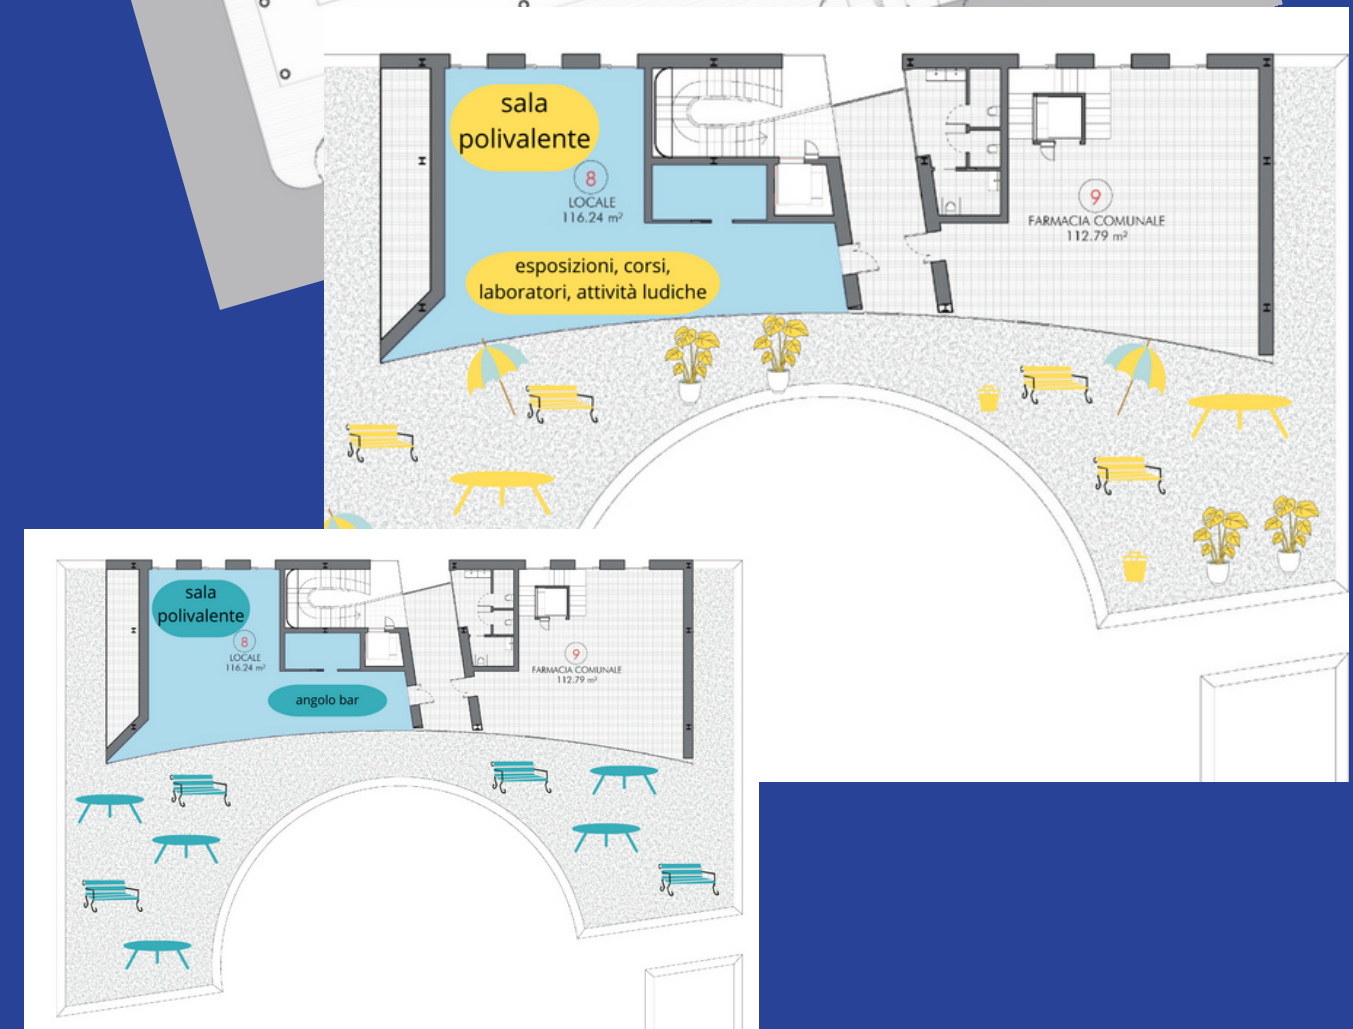 sala
polivalente
8
LOCALE
116.24 m²
esposizioni, corsi,
laboratori, attività ludiche
9
FARMACIA COMUNALE
112.79 m²
sala
polivalente
8
LOCALE
116.24 m²
angolo bar
9
FARMACIA COMUNALE
112.79 m²